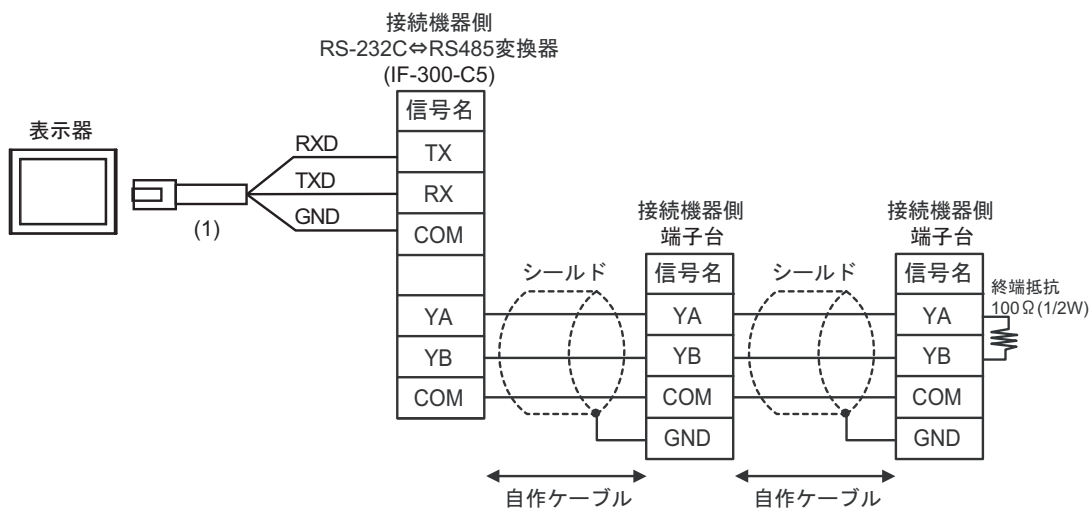 接続機器側
RS-232C⇔RS485変換器
(IF-300-C5)
信号名
TX
RX
COM
YA
YB
COM
表示器
(1)
RXD
TXD
GND
接続機器側
端子台
信号名
YA
YB
COM
GND
シールド
自作ケーブル
接続機器側
端子台
信号名
YA
YB
COM
GND
シールド
自作ケーブル
終端抵抗
100Ω(1/2W)